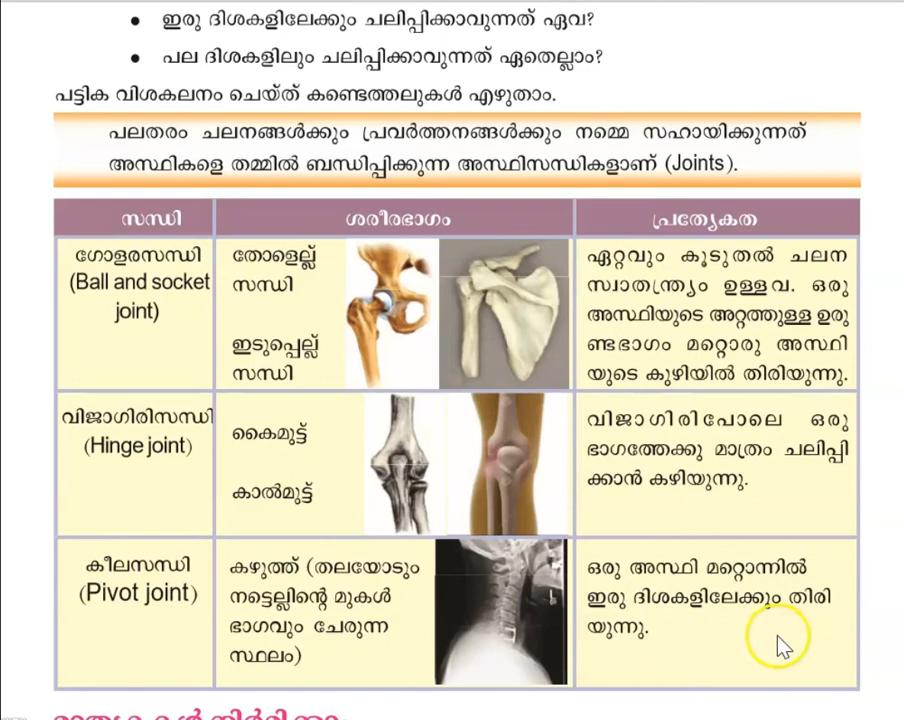 • ഇരു ദിശകളിലേക്കും ചലിപ്പിക്കാവുന്നത് ഏവ?
• പല ദിശകളിലും ചലിപ്പിക്കാവുന്നത് ഏതെല്ലാം?
പട്ടിക വിശകലനം ചെയ്ത് കണ്ടെത്തലുകൾ എഴുതാം.
പലതരം ചലനങ്ങൾക്കും പ്രവർത്തനങ്ങൾക്കും നമ്മെ സഹായിക്കുന്നത്
അസ്ഥികളെ തമ്മിൽ ബന്ധിപ്പിക്കുന്ന അസ്ഥിസന്ധികളാണ് (Joints).
സന്ധി
ശരീരഭാഗം
പ്രത്യേകത
ഗോളരസന്ധി
(Ball and socket
joint)
തോളെല്ല്
സന്ധി
ഇടുപ്പെല്ല്
സന്ധി
ഏറ്റവും കൂടുതൽ ചലന
സ്വാതന്ത്ര്യം ഉള്ളവ. ഒരു
അസ്ഥിയുടെ അറ്റത്തുള്ള ഉരു
ണ്ടഭാഗം മറ്റൊരു അസ്ഥി
യുടെ കുഴിയിൽ തിരിയുന്നു.
വിജാഗിരിസന്ധി
(Hinge joint)
കൈമുട്ട്
കാൽമുട്ട്
വിജാഗിരിപോലെ ഒരു
ഭാഗത്തേക്കു മാത്രം ചലിപ്പി
ക്കാൻ കഴിയുന്നു.
കീലസന്ധി
(Pivot joint)
കഴുത്ത് (തലയോടും
നട്ടെല്ലിന്റെ മുകൾ
ഭാഗവും ചേരുന്ന
സ്ഥലം)
ഒരു അസ്ഥി മറ്റൊന്നിൽ
ഇരു ദിശകളിലേക്കും തിരി
യുന്നു.